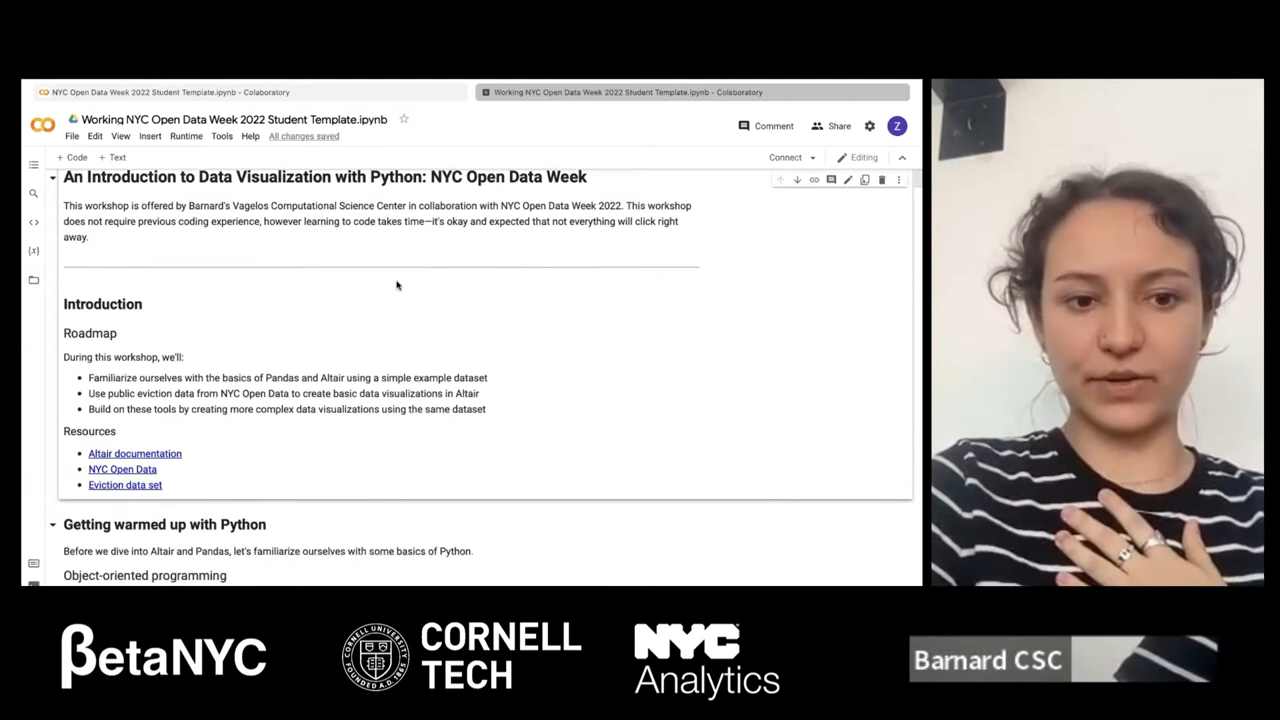 NYC Open Data Week 2022 Student Template.ipynb - Colaboratory
Working NYC Open Data Week 2022 Student Template.ipynb - Colaboratory
Working NYC Open Data Week 2022 Student Template.ipynb
File Edit View Insert Runtime Tools Help All changes saved
Comment Share Z
+ Code + Text
Connect Editing
An Introduction to Data Visualization with Python: NYC Open Data Week
This workshop is offered by Barnard's Vagelos Computational Science Center in collaboration with NYC Open Data Week 2022. This workshop
does not require previous coding experience, however learning to code takes time—it's okay and expected that not everything will click right
away.
Introduction
Roadmap
During this workshop, we'll:
• Familiarize ourselves with the basics of Pandas and Altair using a simple example dataset
• Use public eviction data from NYC Open Data to create basic data visualizations in Altair
• Build on these tools by creating more complex data visualizations using the same dataset
Resources
• Altair documentation
• NYC Open Data
• Eviction data set
Getting warmed up with Python
Before we dive into Altair and Pandas, let's familiarize ourselves with some basics of Python.
Object-oriented programming
βetaNYC
CORNELL
TECH
NYC
Analytics
Barnard CSC